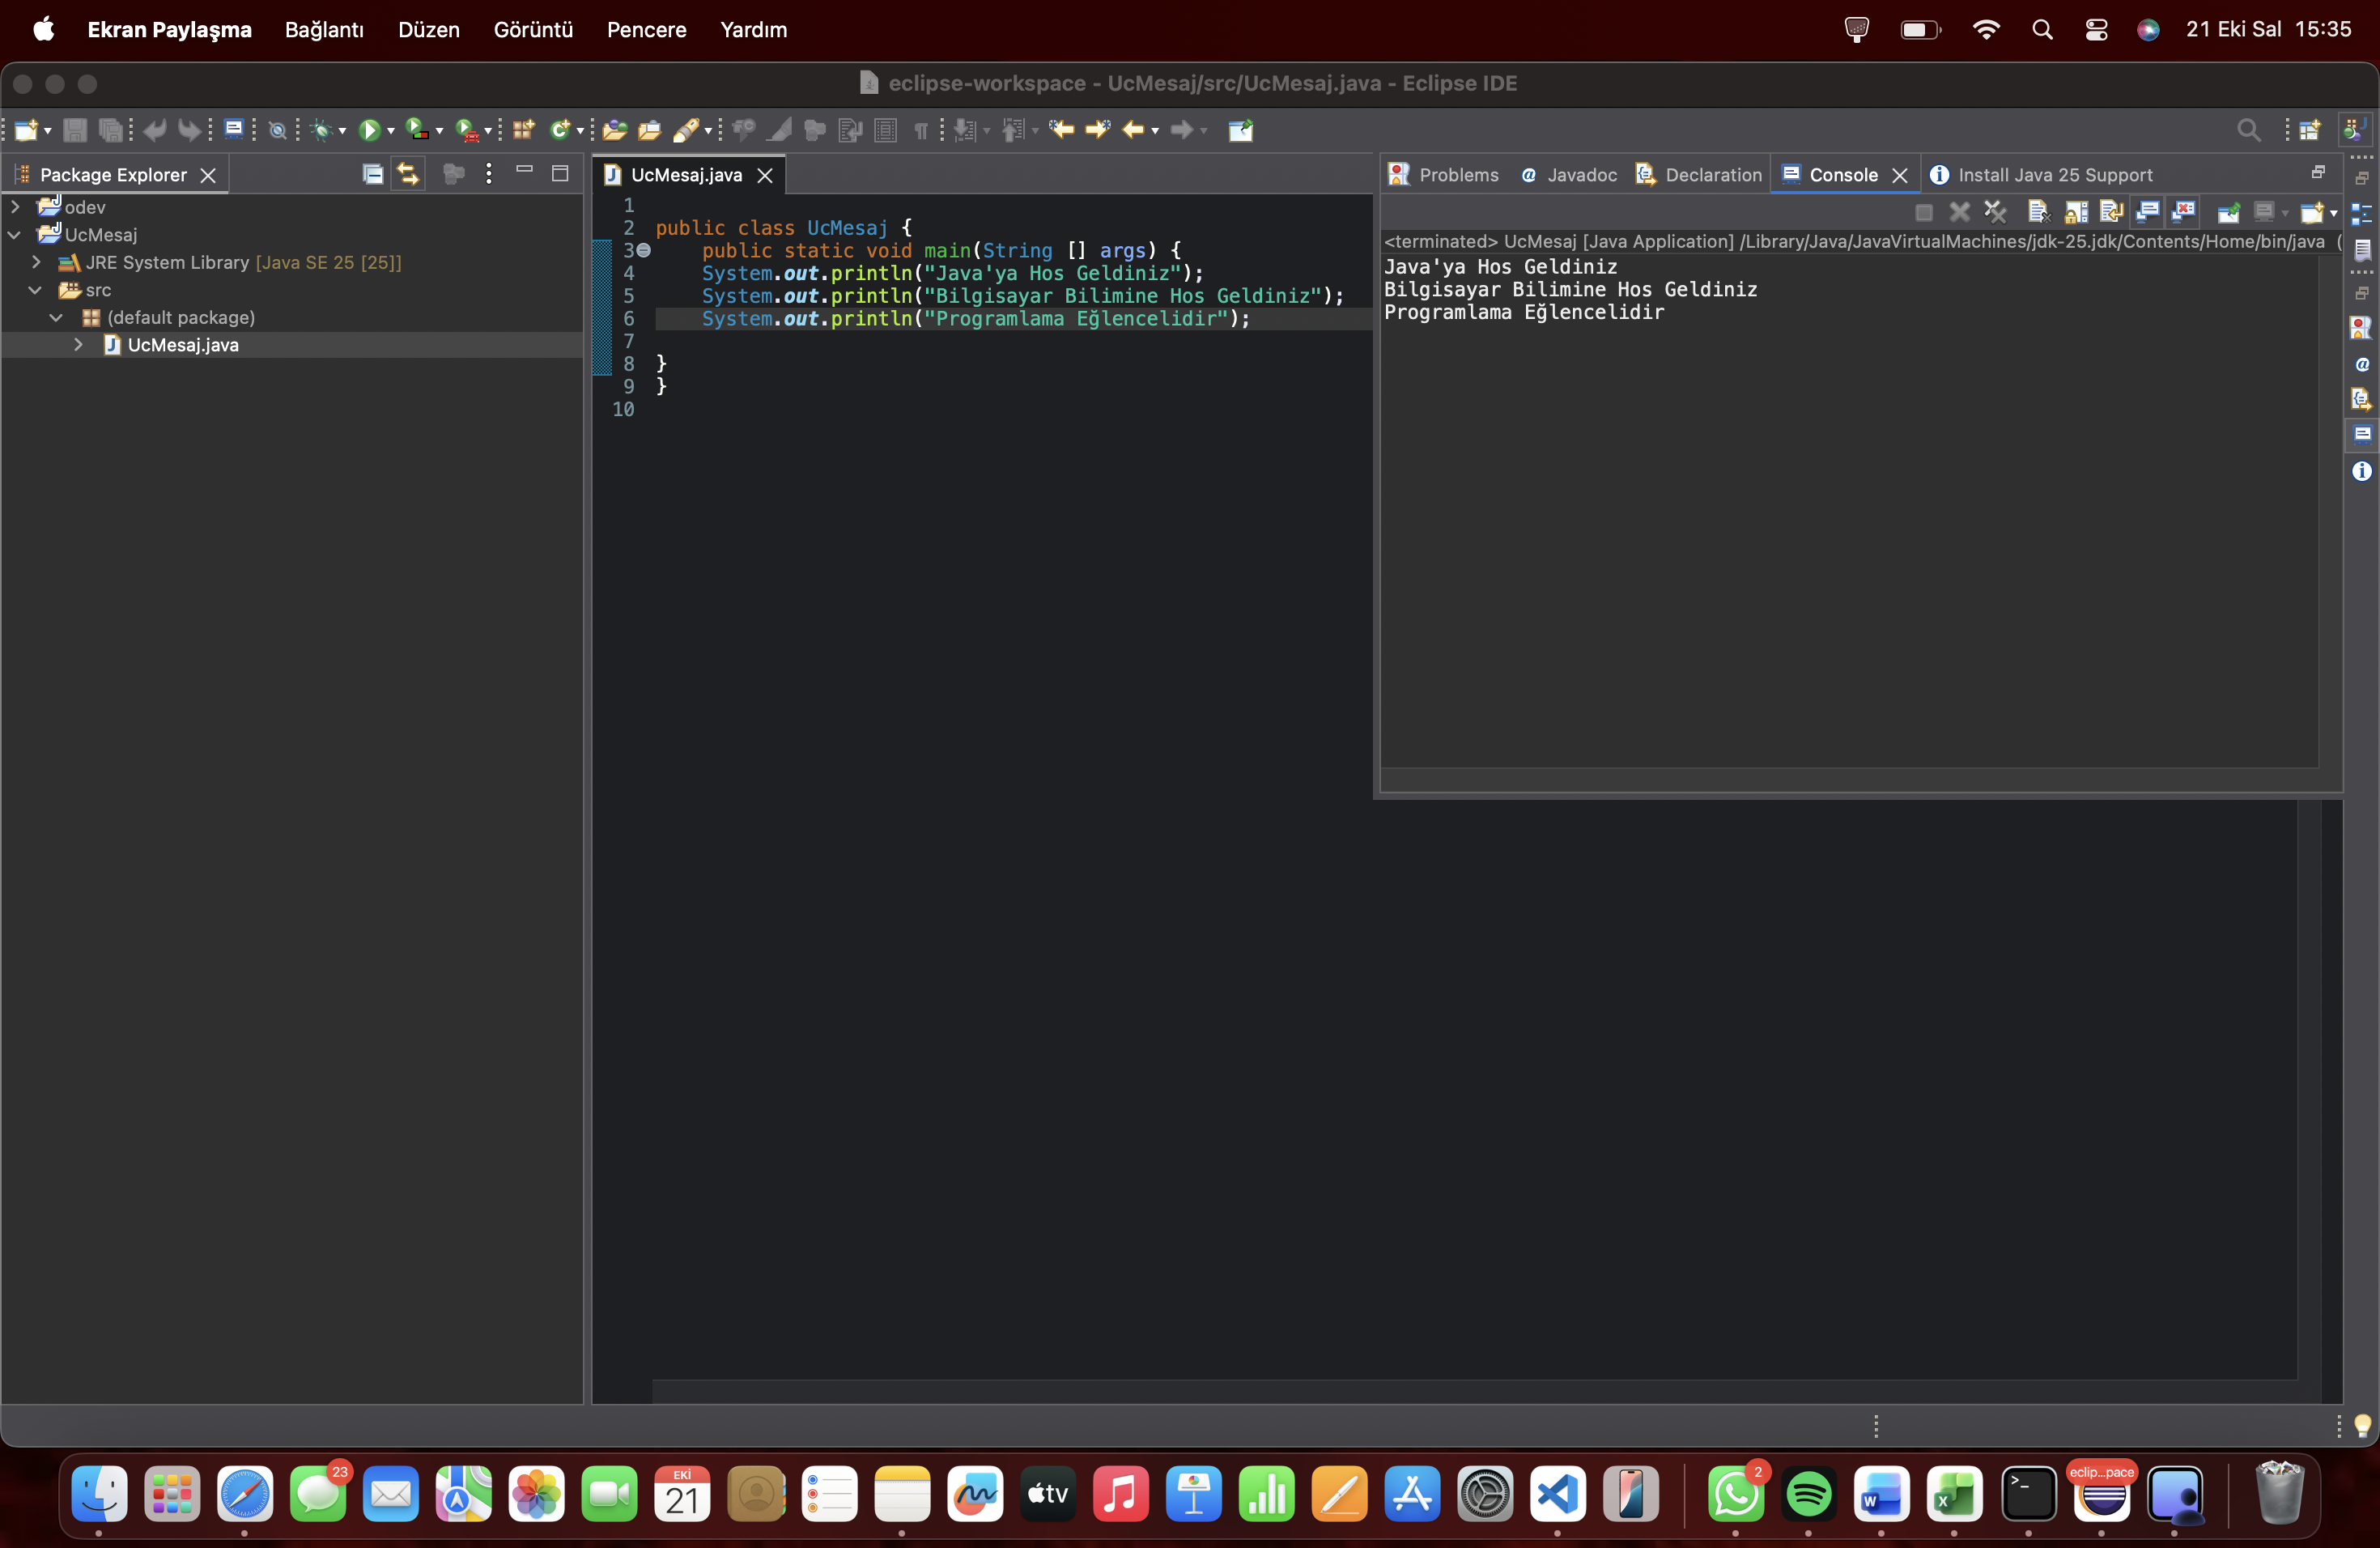 Ekran Paylaşma Bağlantı Düzen Görüntü Pencere Yardım 21 Eki Sal 15:35
eclipse-workspace - UcMesaj/src/UcMesaj.java - Eclipse IDE
Package Explorer
odev
UcMesaj
JRE System Library [Java SE 25 [25]]
src
(default package)
UcMesaj.java
UcMesaj.java
1
2 public class UcMesaj {
3 public static void main(String [] args) {
4 System.out.println("Java'ya Hos Geldiniz");
5 System.out.println("Bilgisayar Bilimine Hos Geldiniz");
6 System.out.println("Programlama Eğlencelidir");
7
8 }
9 }
10
Problems @ Javadoc Declaration Console Install Java 25 Support
<terminated> UcMesaj [Java Application] /Library/Java/JavaVirtualMachines/jdk-25.jdk/Contents/Home/bin/java (
Java'ya Hos Geldiniz
Bilgisayar Bilimine Hos Geldiniz
Programlama Eğlencelidir
23
EKİ
21
tv
2
W
X
>_
eclip...pace